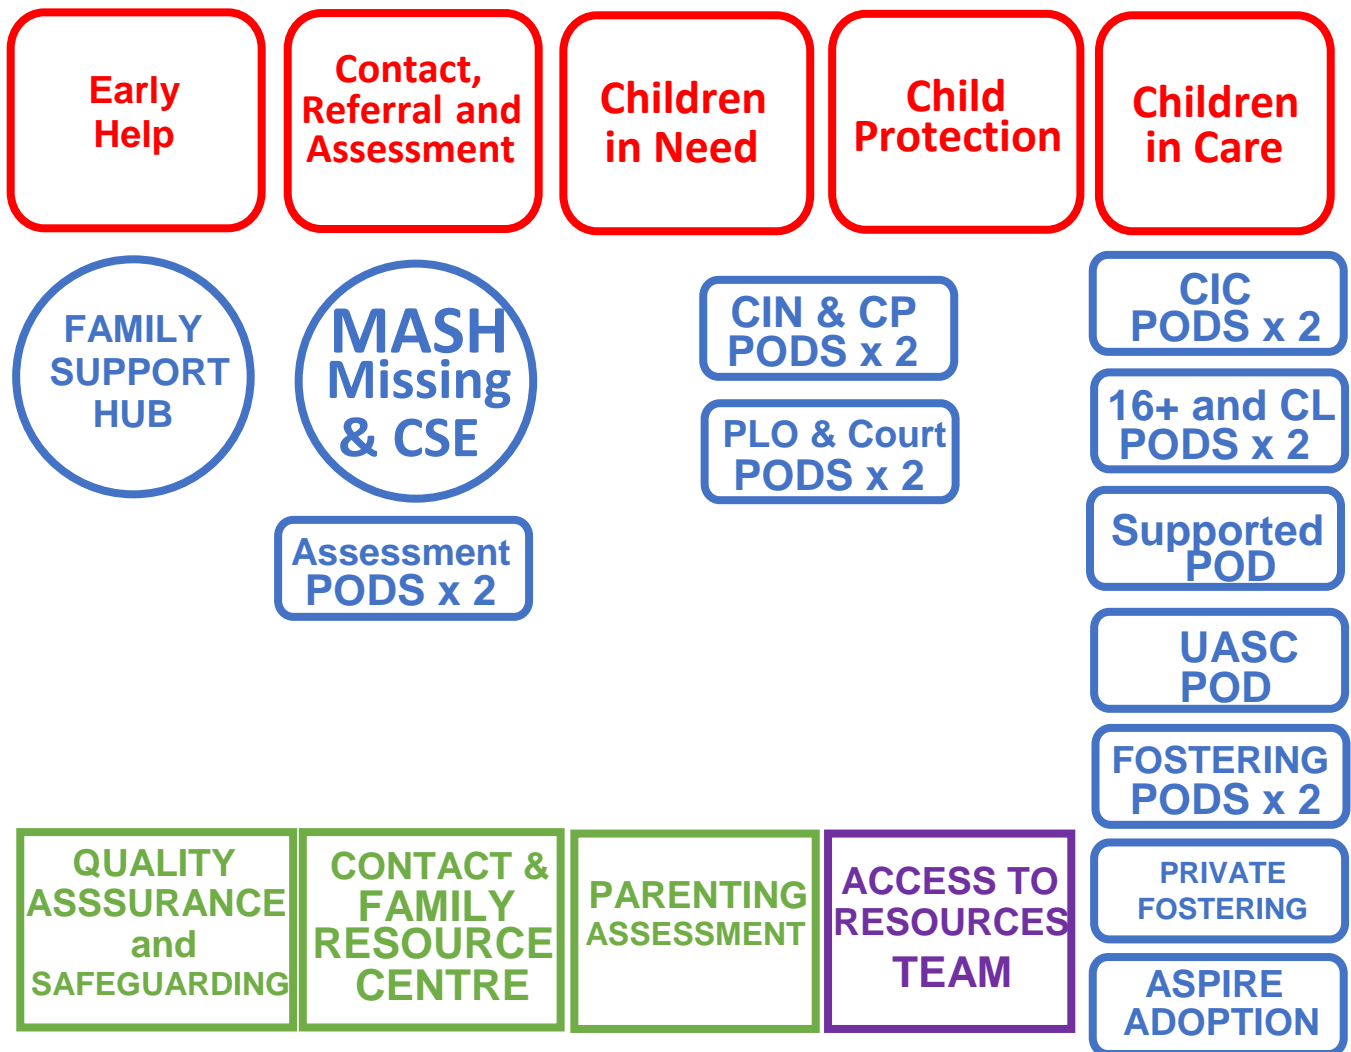 Early
Help
Contact,
Referral and
Assessment
Children
in Need
Child
Protection
Children
in Care
FAMILY
SUPPORT
HUB
MASH
Missing
& CSE
Assessment
PODS x 2
CIN & CP
PODS x 2
PLO & Court
PODS x 2
CIC
PODS x 2
16+ and CL
PODS x 2
Supported
POD
UASC
POD
FOSTERING
PODS x 2
PRIVATE
FOSTERING
ASPIRE
ADOPTION
QUALITY
ASSSURANCE
and
SAFEGUARDING
CONTACT &
FAMILY
RESOURCE
CENTRE
PARENTING
ASSESSMENT
ACCESS TO
RESOURCES
TEAM